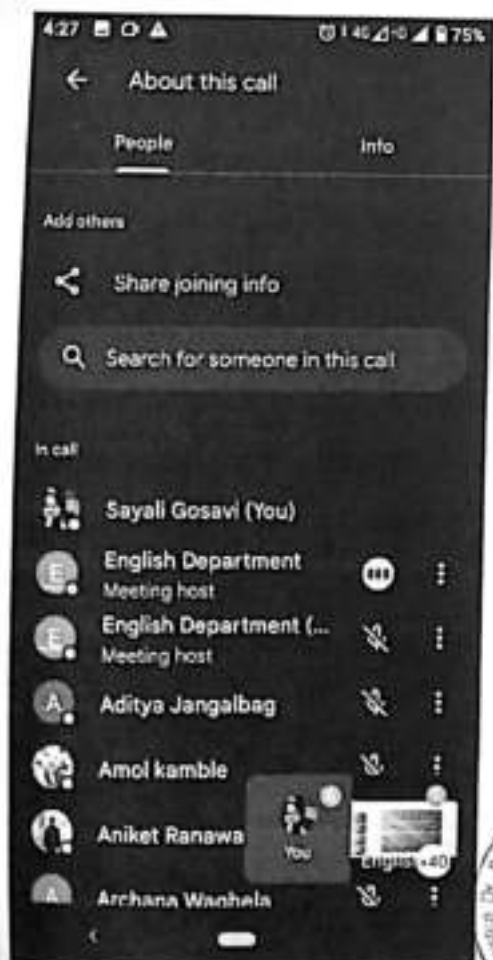 4:27
4G
75%
About this call
People Info
Add others
Share joining info
Search for someone in this call
In call
Sayali Gosavi (You)
E English Department
Meeting host
E English Department (...
Meeting host
A Aditya Jangalbag
Amol kamble
Aniket Ranawa
You
+40
A Archana Waghela